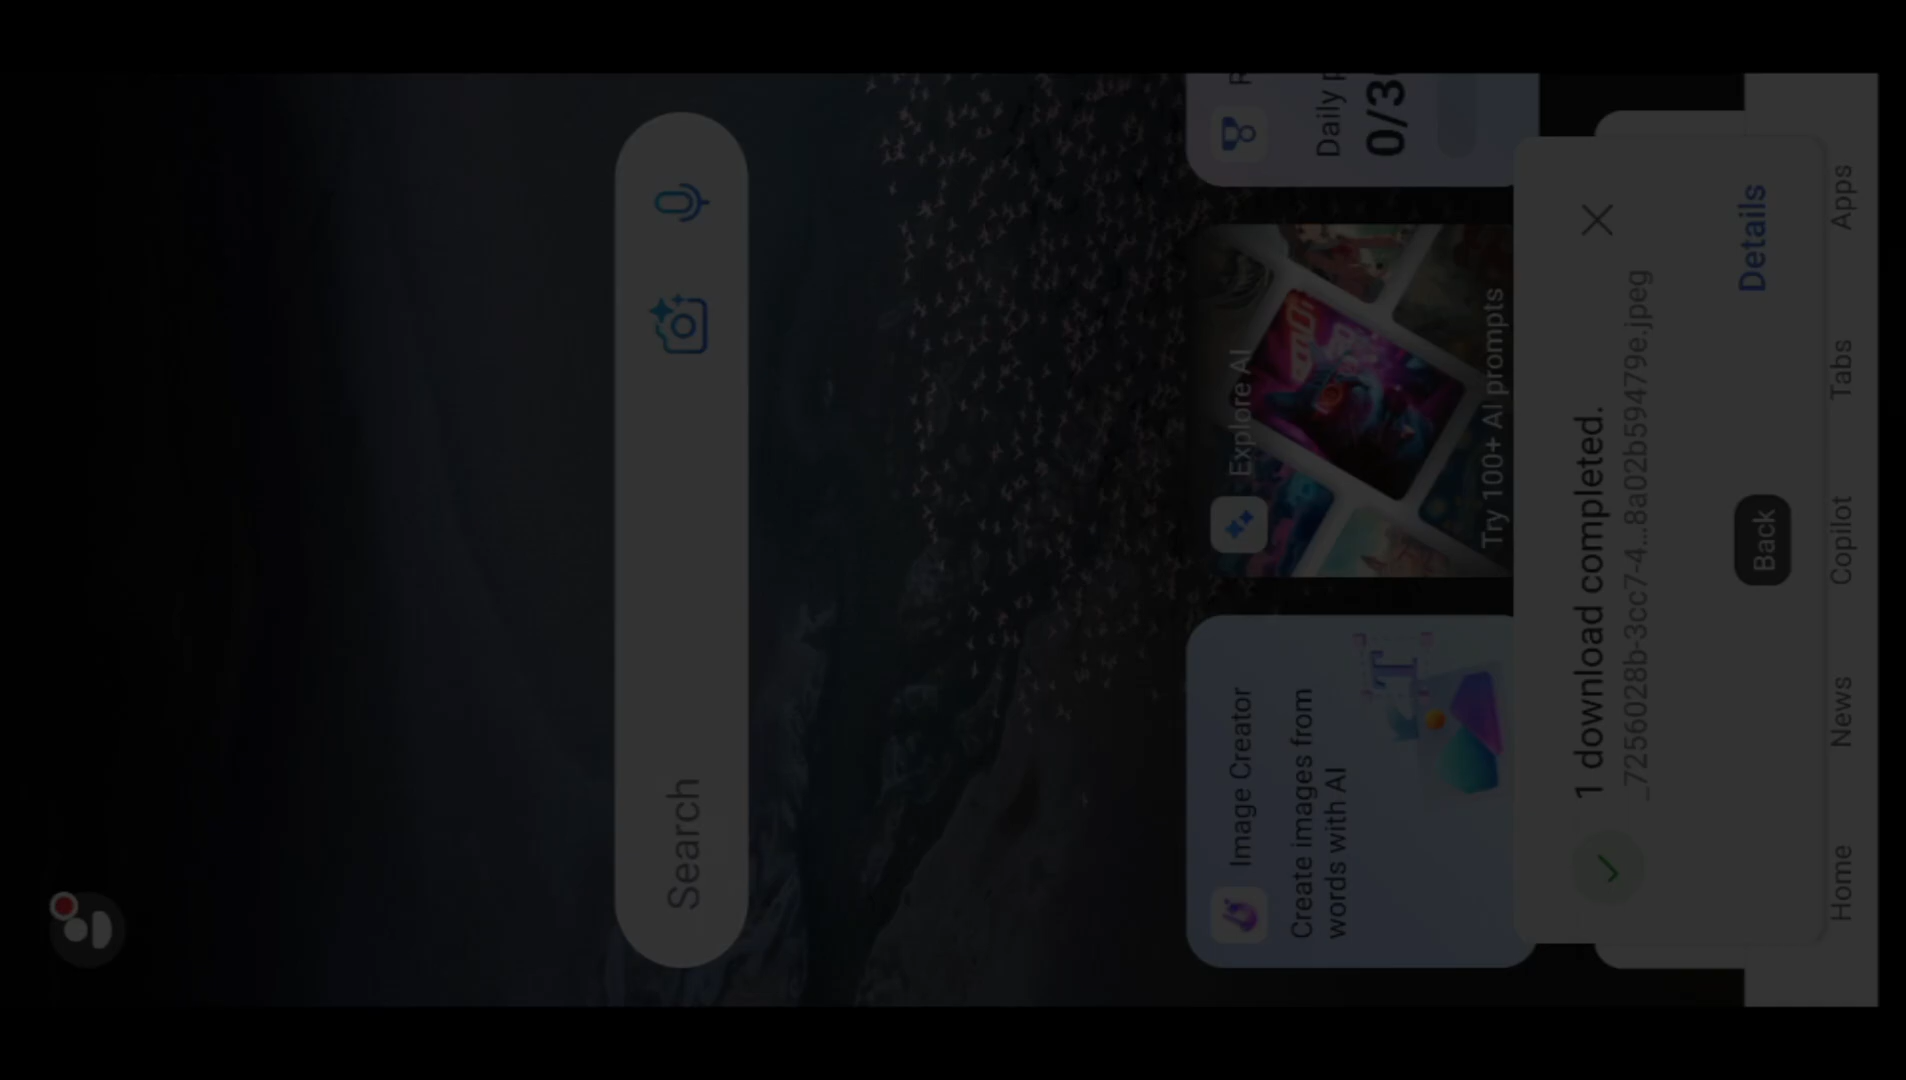 Search
Image Creator
Create images from
words with AI
Explore AI
Try 100+ AI prompts
Daily p
0/3
1 download completed.
_7256028b-3cc7-4...8a02b59479e.jpeg
Details
Back
Home
News
Copilot
Tabs
Apps